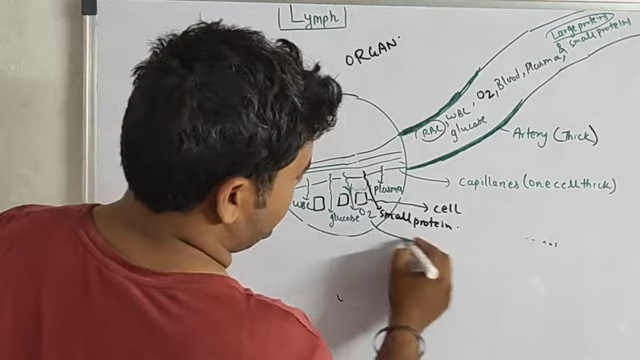 Lymph
ORGAN.
Large proteins
& small protein
RBC, WBC, O2, Blood, Plasma,
glucose
Artery (Thick)
Capillaries (one cell thick)
plasma
WBC
glucose
O2
small protein.
cell